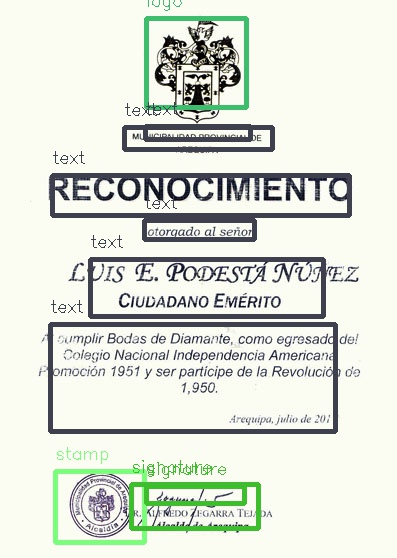 logo
text text
MUNICIPALIDAD PROVINCIAL DE
AREQUIPA
text
RECONOCIMIENTO
text
otorgado al señor
text
LUIS E. PODESTÁ NÚÑEZ
CIUDADANO EMÉRITO
text
Al cumplir Bodas de Diamante, como egresado del
Colegio Nacional Independencia Americana
Promoción 1951 y ser partícipe de la Revolución de
1,950.
Arequipa, julio de
stamp
signature
signature
Municipalidad Provincial de Arequipa
Alcaldía
DR. ALFREDO ZEGARRA TEJADA
Alcalde de Arequipa